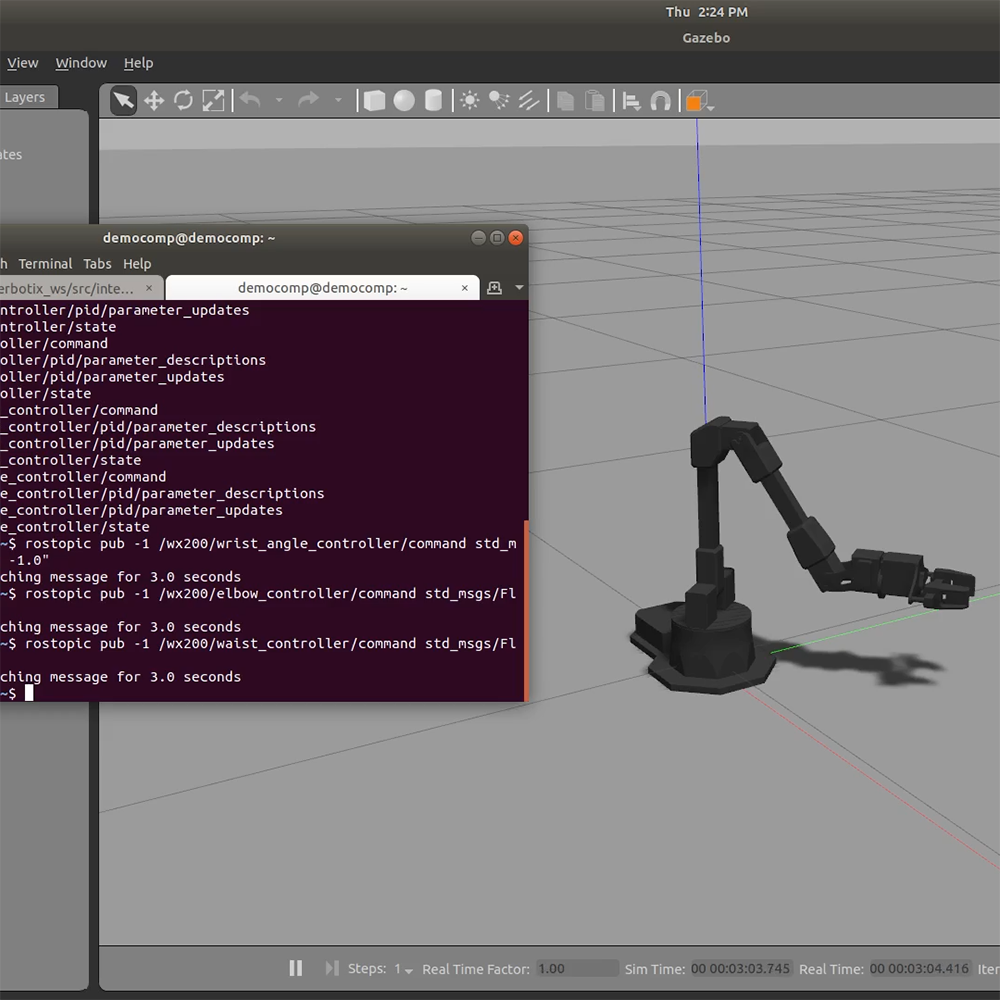 Thu 2:24 PM
Gazebo
View Window Help
Layers
ates
democomp@democomp: ~
h Terminal Tabs Help
erbotix_ws/src/inte... × democomp@democomp: ~ ×
ntroller/pid/parameter_updates
ntroller/state
oller/command
oller/pid/parameter_descriptions
oller/pid/parameter_updates
oller/state
_controller/command
_controller/pid/parameter_descriptions
_controller/pid/parameter_updates
_controller/state
e_controller/command
e_controller/pid/parameter_descriptions
e_controller/pid/parameter_updates
e_controller/state
~$ rostopic pub -1 /wx200/wrist_angle_controller/command std_m
-1.0"
ching message for 3.0 seconds
~$ rostopic pub -1 /wx200/elbow_controller/command std_msgs/Fl
ching message for 3.0 seconds
~$ rostopic pub -1 /wx200/waist_controller/command std_msgs/Fl
ching message for 3.0 seconds
~$
Steps: 1 Real Time Factor: 1.00 Sim Time: 00 00:03:03.745 Real Time: 00 00:03:04.416 Iter